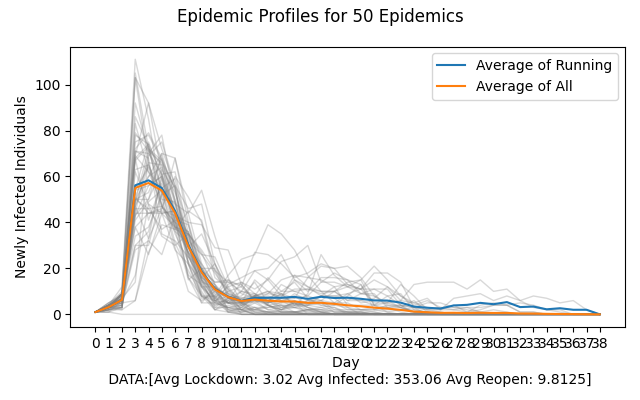 Epidemic Profiles for 50 Epidemics
Newly Infected Individuals
100
80
60
40
20
0
Average of Running
Average of All
0 1 2 3 4 5 6 7 8 9 10 11 12 13 14 15 16 17 18 19 20 21 22 23 24 25 26 27 28 29 30 31 32 33 34 35 36 37 38
Day
DATA:[Avg Lockdown: 3.02 Avg Infected: 353.06 Avg Reopen: 9.8125]